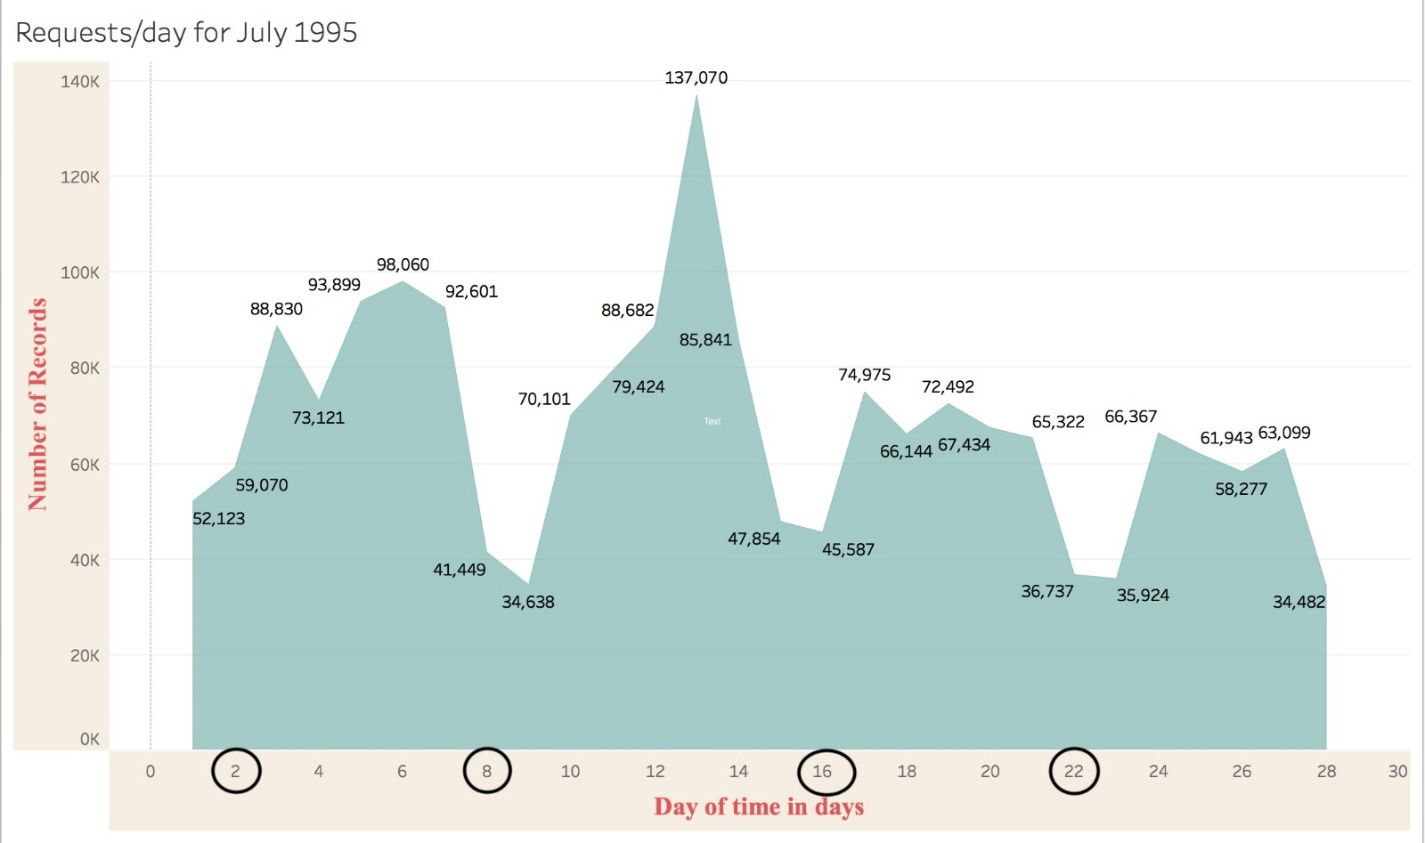 Requests/day for July 1995
140K
120K
100K
80K
60K
40K
20K
0K
Number of Records
52,123
59,070
88,830
73,121
93,899
98,060
92,601
41,449
34,638
70,101
79,424
88,682
137,070
85,841
Text
47,854
45,587
74,975
66,144
72,492
67,434
65,322
36,737
35,924
66,367
61,943
58,277
63,099
34,482
0 2 4 6 8 10 12 14 16 18 20 22 24 26 28 30
Day of time in days